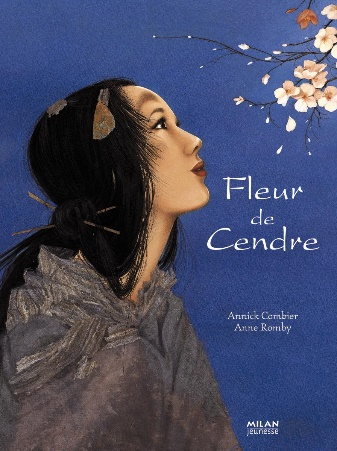 Fleur
de
Cendre
Annick Combier
Anne Romby
MILAN
jeunesse